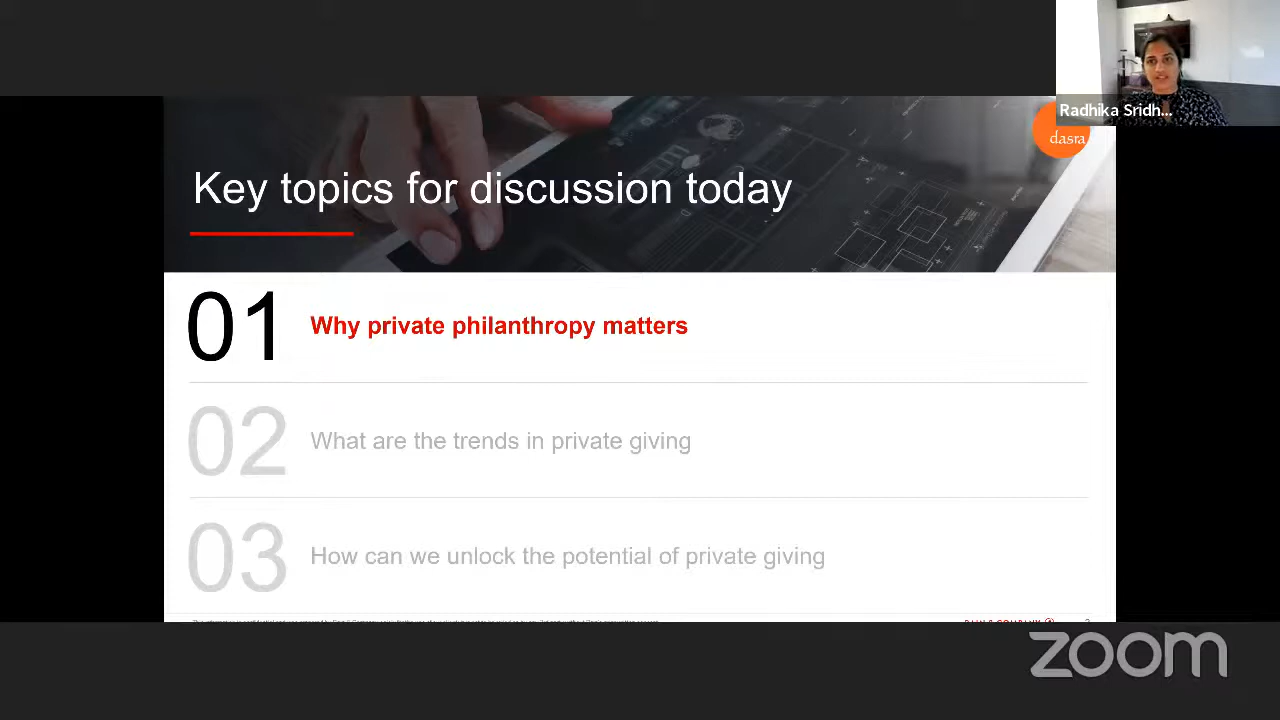 Radhika Sridh...
dasra
Key topics for discussion today
01
Why private philanthropy matters
02
What are the trends in private giving
03
How can we unlock the potential of private giving
zoom